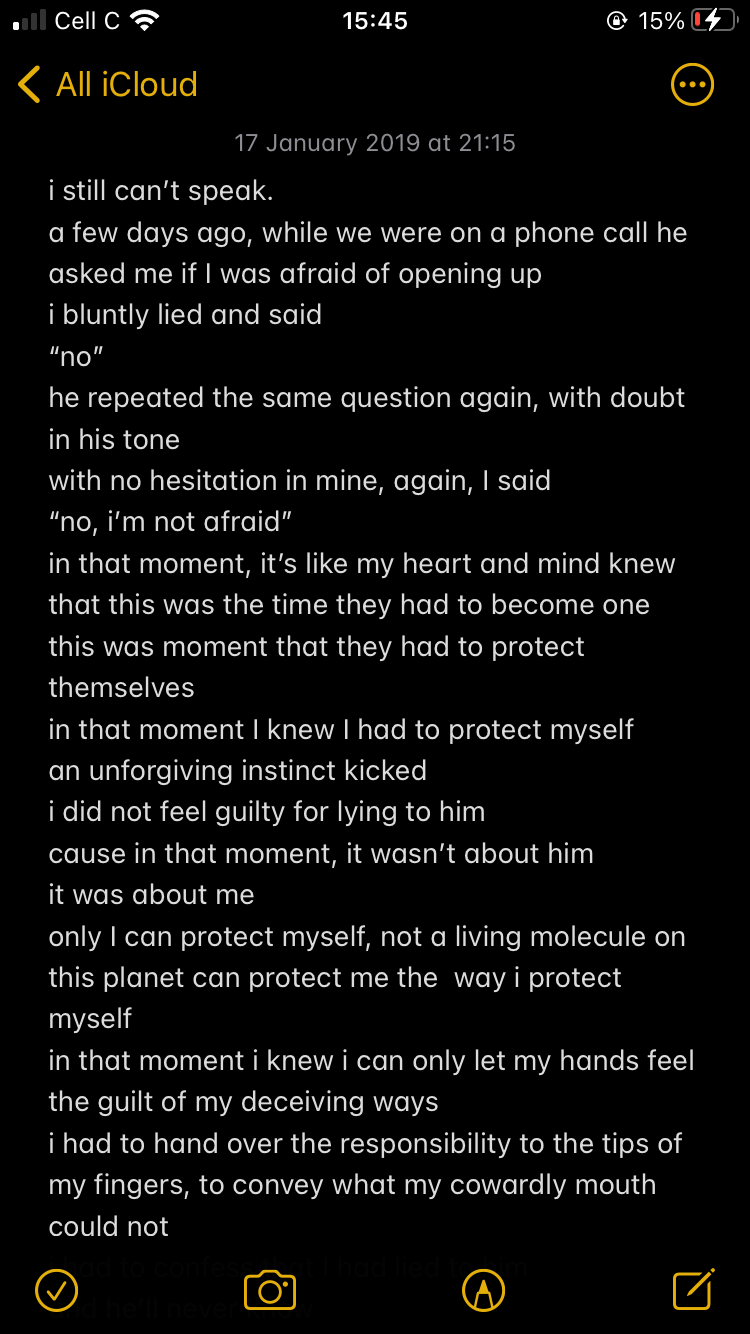 Cell C 15:45 15%
All iCloud
17 January 2019 at 21:15
i still can’t speak.
a few days ago, while we were on a phone call he
asked me if I was afraid of opening up
i bluntly lied and said
“no”
he repeated the same question again, with doubt
in his tone
with no hesitation in mine, again, I said
“no, i’m not afraid”
in that moment, it’s like my heart and mind knew
that this was the time they had to become one
this was moment that they had to protect
themselves
in that moment I knew I had to protect myself
an unforgiving instinct kicked
i did not feel guilty for lying to him
cause in that moment, it wasn’t about him
it was about me
only I can protect myself, not a living molecule on
this planet can protect me the  way i protect
myself
in that moment i knew i can only let my hands feel
the guilt of my deceiving ways
i had to hand over the responsibility to the tips of
my fingers, to convey what my cowardly mouth
could not
had to confess I had lied to him
he'll never